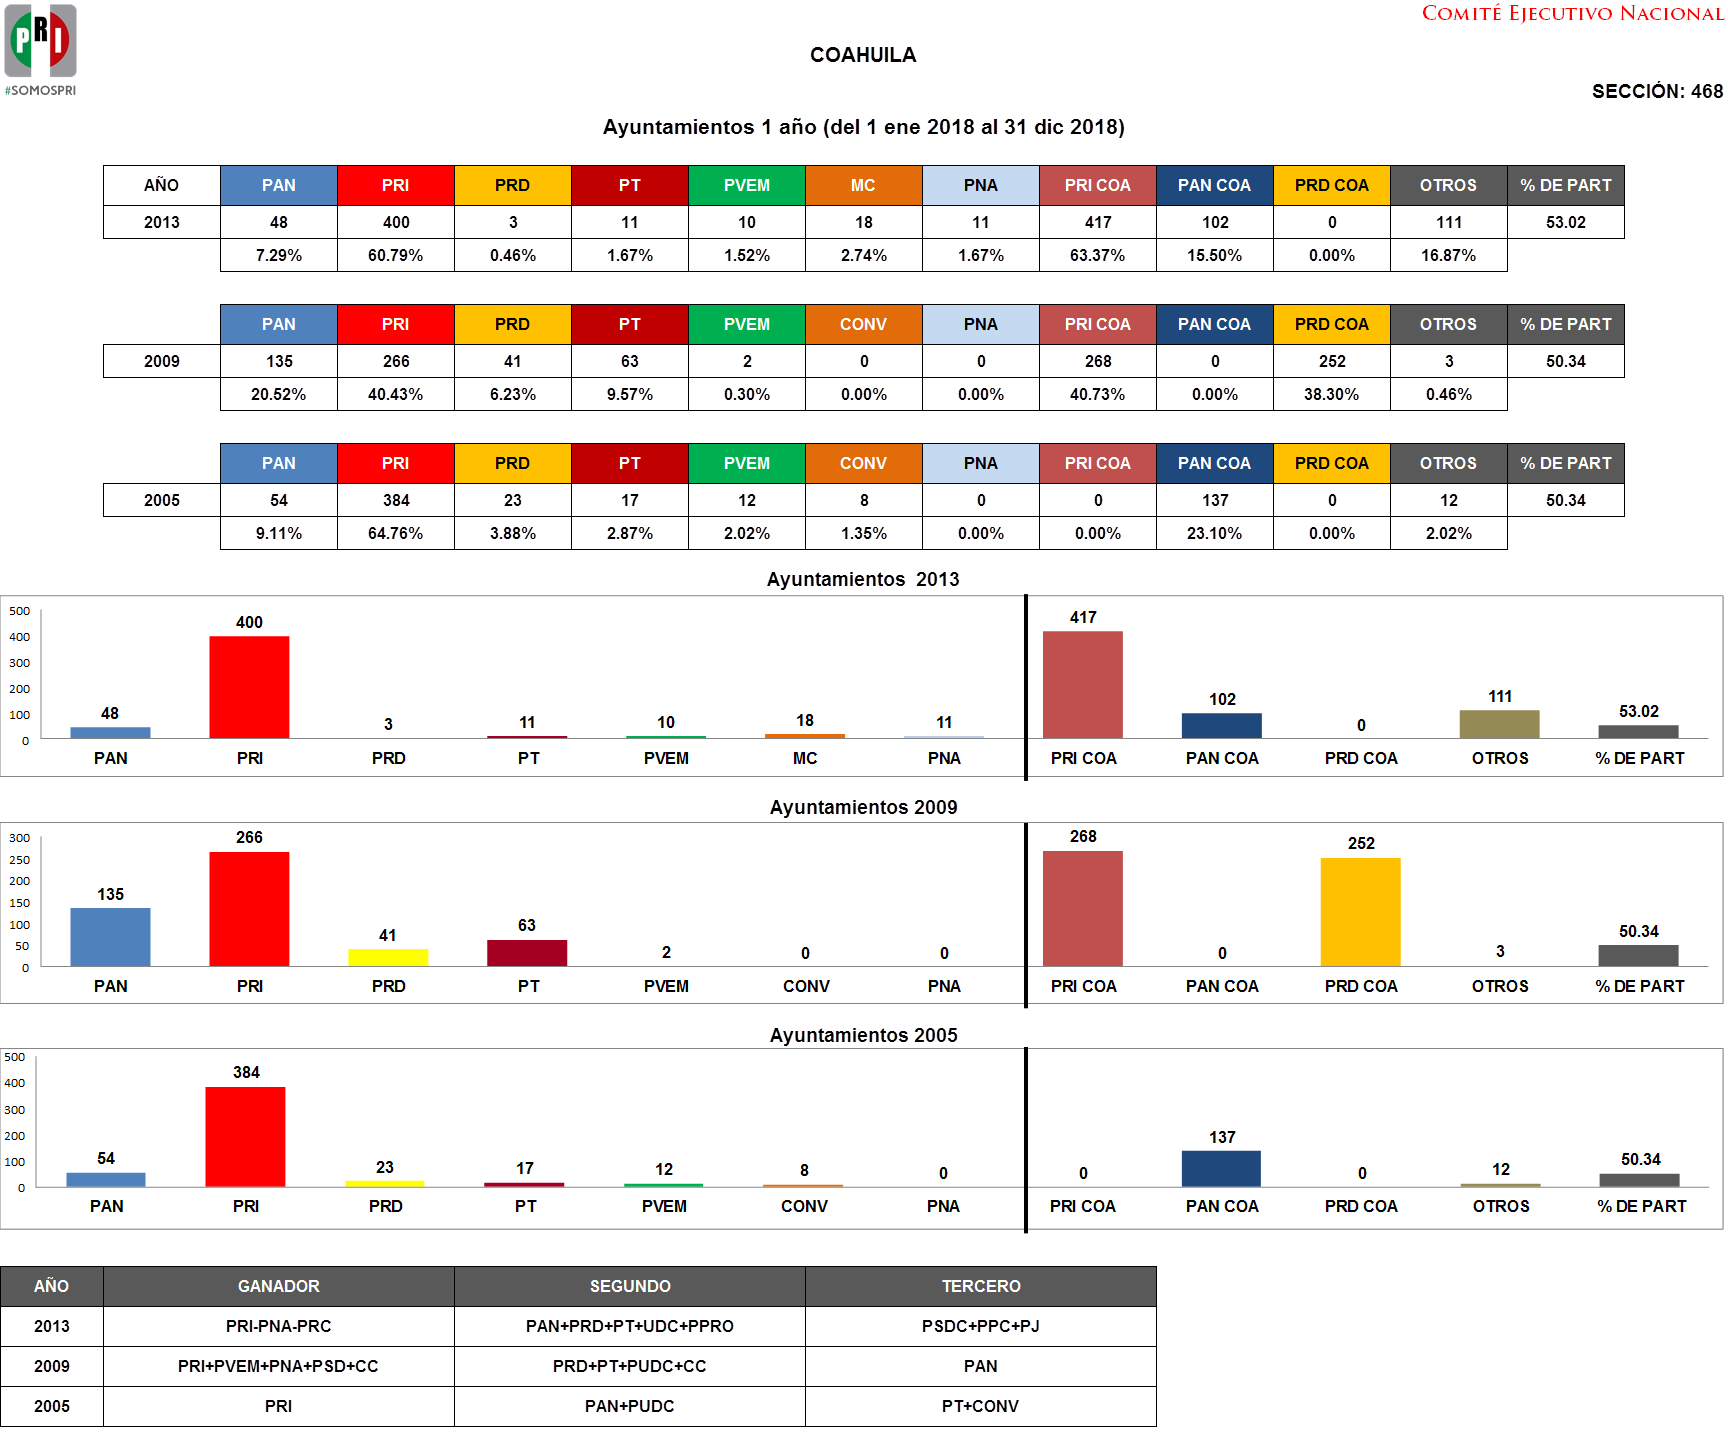 COMITÉ EJECUTIVO NACIONAL
PRI
#SOMOSPRI
COAHUILA
SECCIÓN: 468
Ayuntamientos 1 año (del 1 ene 2018 al 31 dic 2018)
AÑO PAN PRI PRD PT PVEM MC PNA PRI COA PAN COA PRD COA OTROS % DE PART
2013 48 400 3 11 10 18 11 417 102 0 111 53.02
7.29% 60.79% 0.46% 1.67% 1.52% 2.74% 1.67% 63.37% 15.50% 0.00% 16.87%
PAN PRI PRD PT PVEM CONV PNA PRI COA PAN COA PRD COA OTROS % DE PART
2009 135 266 41 63 2 0 0 268 0 252 3 50.34
20.52% 40.43% 6.23% 9.57% 0.30% 0.00% 0.00% 40.73% 0.00% 38.30% 0.46%
PAN PRI PRD PT PVEM CONV PNA PRI COA PAN COA PRD COA OTROS % DE PART
2005 54 384 23 17 12 8 0 0 137 0 12 50.34
9.11% 64.76% 3.88% 2.87% 2.02% 1.35% 0.00% 0.00% 23.10% 0.00% 2.02%
Ayuntamientos 2013
500
400
300
200
100
0
48 400 3 11 10 18 11 417 102 0 111 53.02
PAN PRI PRD PT PVEM MC PNA PRI COA PAN COA PRD COA OTROS % DE PART
Ayuntamientos 2009
300
250
200
150
100
50
0
135 266 41 63 2 0 0 268 0 252 3 50.34
PAN PRI PRD PT PVEM CONV PNA PRI COA PAN COA PRD COA OTROS % DE PART
Ayuntamientos 2005
500
400
300
200
100
0
54 384 23 17 12 8 0 0 137 0 12 50.34
PAN PRI PRD PT PVEM CONV PNA PRI COA PAN COA PRD COA OTROS % DE PART
AÑO GANADOR SEGUNDO TERCERO
2013 PRI-PNA-PRC PAN+PRD+PT+UDC+PPRO PSDC+PPC+PJ
2009 PRI+PVEM+PNA+PSD+CC PRD+PT+PUDC+CC PAN
2005 PRI PAN+PUDC PT+CONV